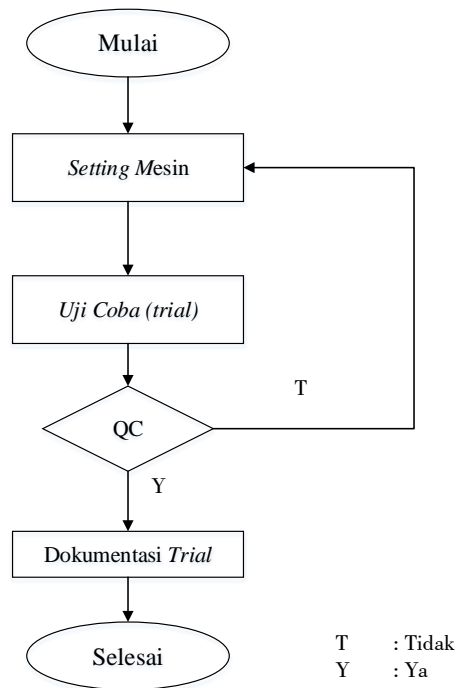 Mulai
Setting Mesin
Uji Coba (trial)
T
QC
Y
Dokumentasi Trial
Selesai
T : Tidak
Y : Ya